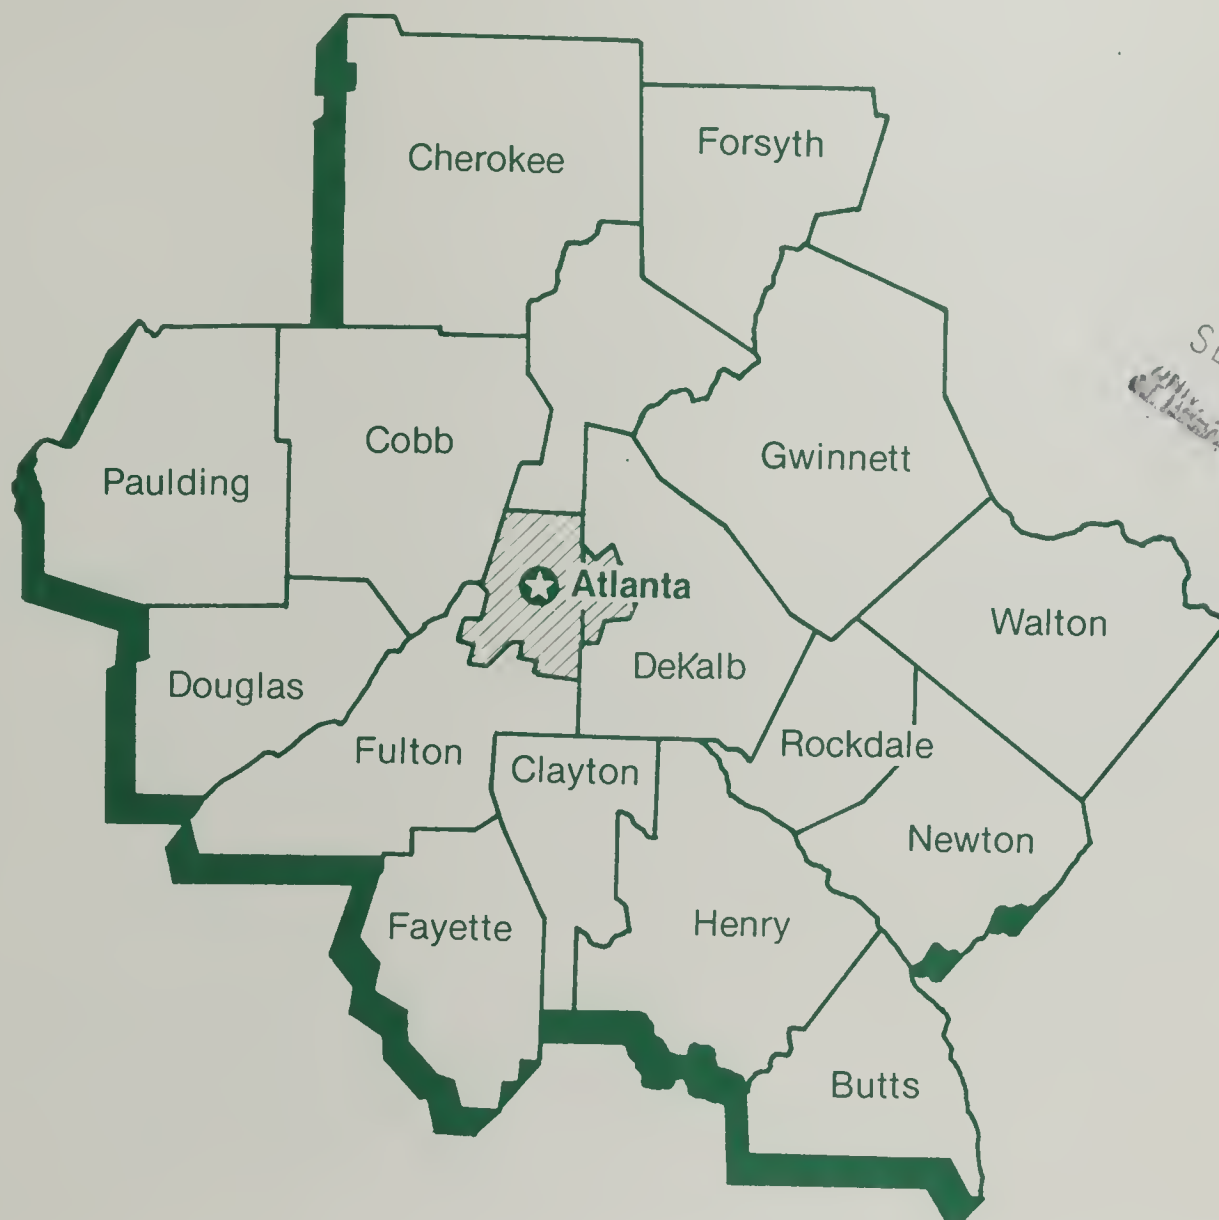 Forsyth
Cherokee
Cobb
Gwinnett
Paulding
Atlanta
Walton
DeKalb
Douglas
Rockdale
Fulton
Clayton
Newton
Henry
Fayette
Butts